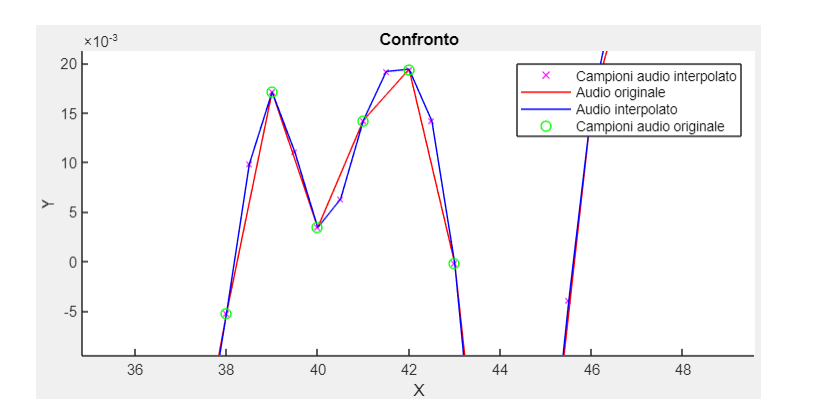 Confronto
×10⁻³
20
15
10
5
0
-5
Y
36
38
40
42
44
46
48
X
Campioni audio interpolato
Audio originale
Audio interpolato
Campioni audio originale